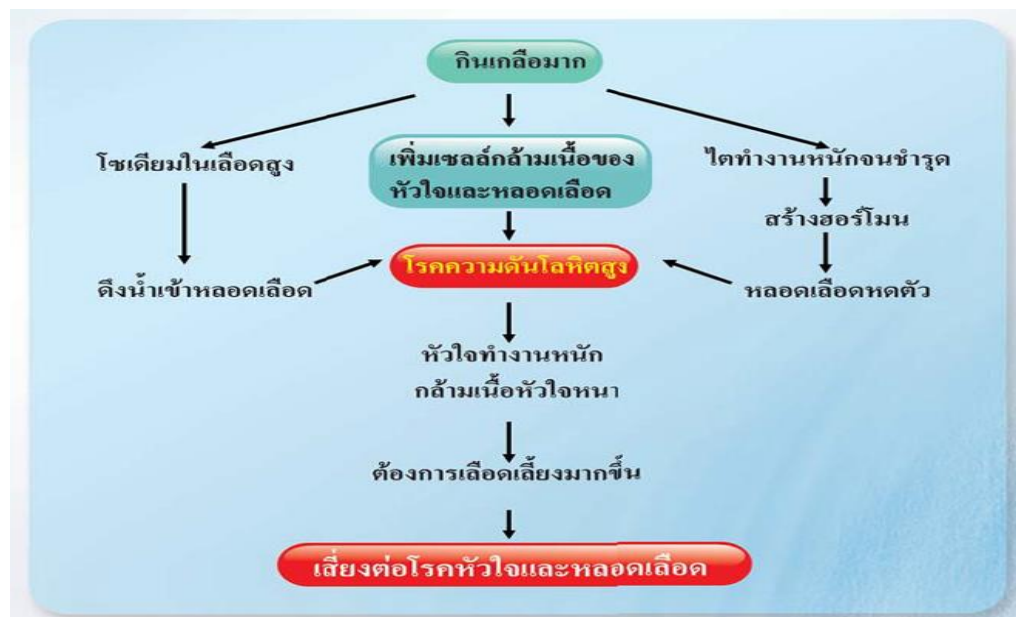 กินเกลือมาก
โซเดียมในเลือดสูง
เพิ่มเซลล์กล้ามเนื้อของ
หัวใจและหลอดเลือด
ไตทำงานหนักจนชำรุด
สร้างฮอร์โมน
โรคความดันโลหิตสูง
ดึงน้ำเข้าหลอดเลือด
หลอดเลือดหดตัว
หัวใจทำงานหนัก
กล้ามเนื้อหัวใจหนา
ต้องการเลือดเลี้ยงมากขึ้น
เสี่ยงต่อโรคหัวใจและหลอดเลือด